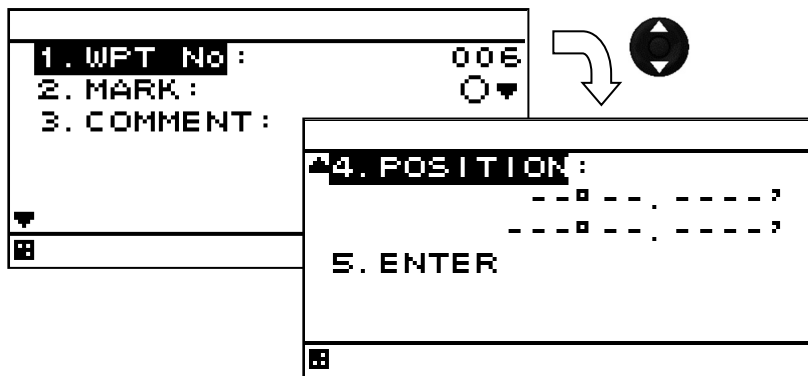 1.WPT No: 006
2.MARK: ○▼
3.COMMENT:
4.POSITION:
--°--.----'
---°--.----'
5.ENTER